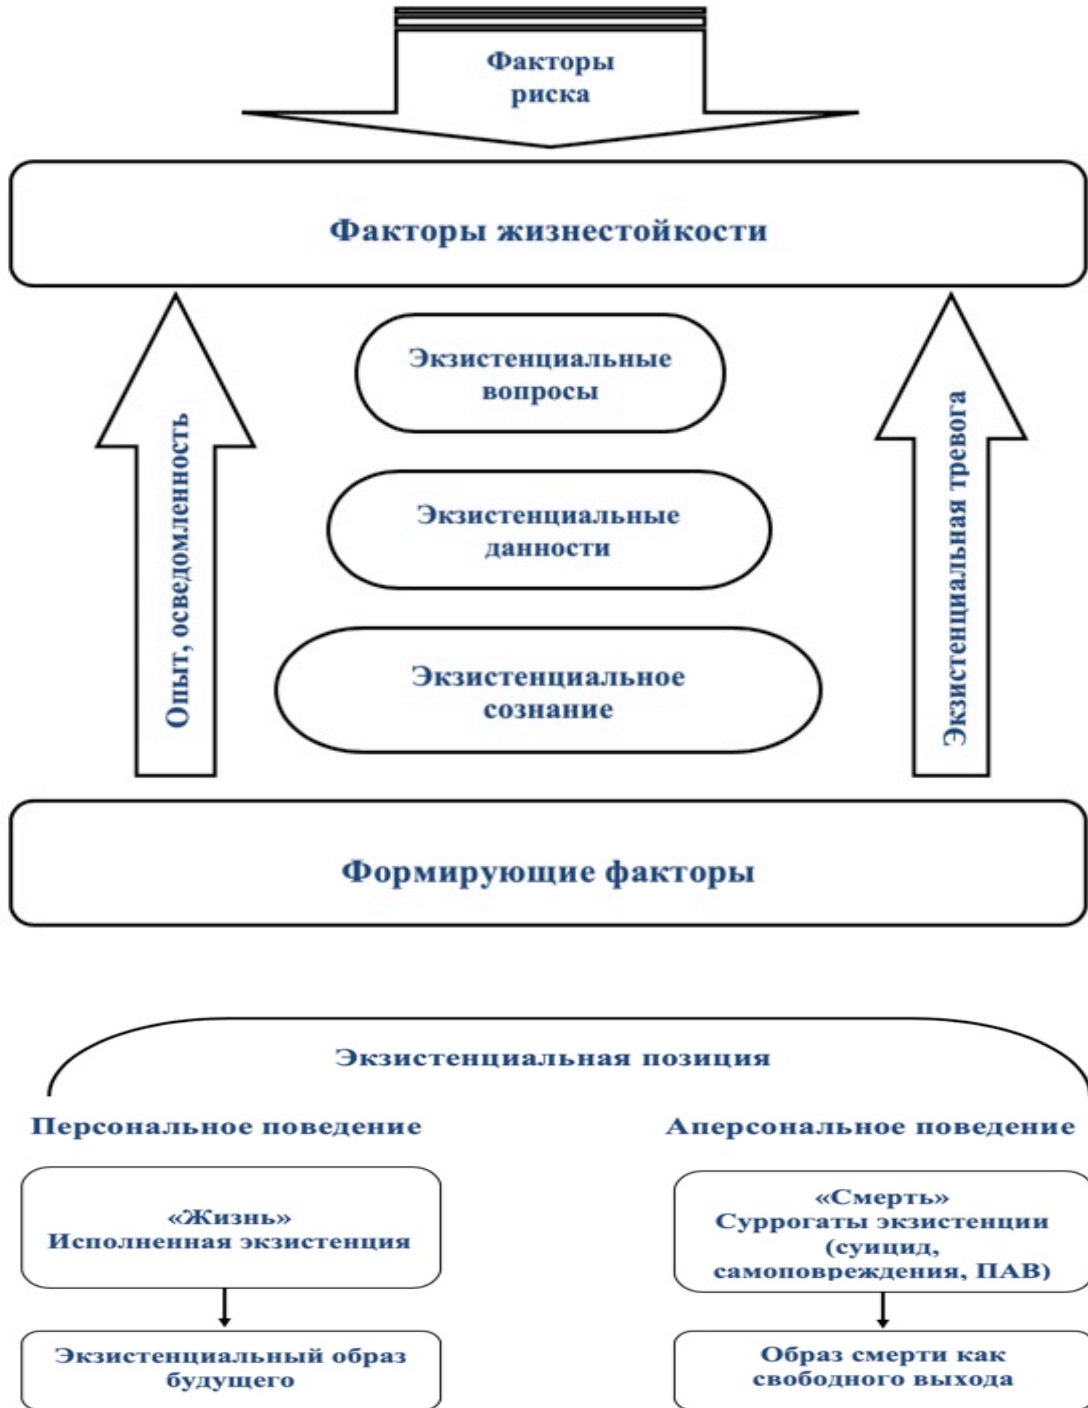 Факторы
риска
Факторы жизнестойкости
Опыт, осведомленность
Экзистенциальные
вопросы
Экзистенциальные
данности
Экзистенциальное
сознание
Экзистенциальная тревога
Формирующие факторы
Экзистенциальная позиция
Персональное поведение
«Жизнь»
Исполненная экзистенция
Экзистенциальный образ
будущего
Аперсональное поведение
«Смерть»
Суррогаты экзистенции
(суицид,
самоповреждения, ПАВ)
Образ смерти как
свободного выхода